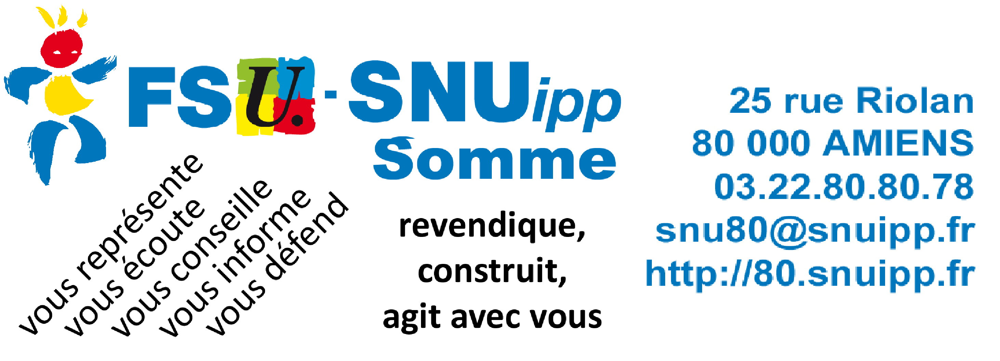 FSU.-SNUipp
Somme
vous représente
vous écoute
vous conseille
vous informe
vous défend
revendique,
construit,
agit avec vous
25 rue Riolan
80 000 AMIENS
03.22.80.80.78
snu80@snuipp.fr
http://80.snuipp.fr